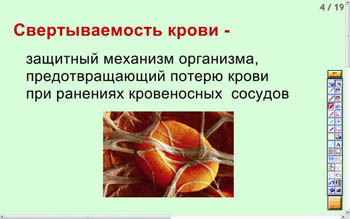 4 / 19
Свертываемость крови -
защитный механизм организма,
предотвращающий потерю крови
при ранениях кровеносных сосудов